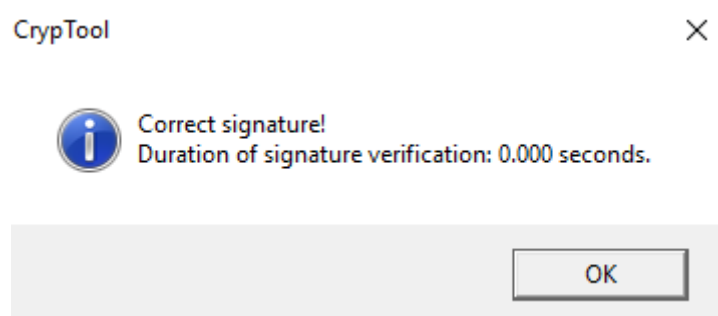 CrypTool
Correct signature!
Duration of signature verification: 0.000 seconds.
OK